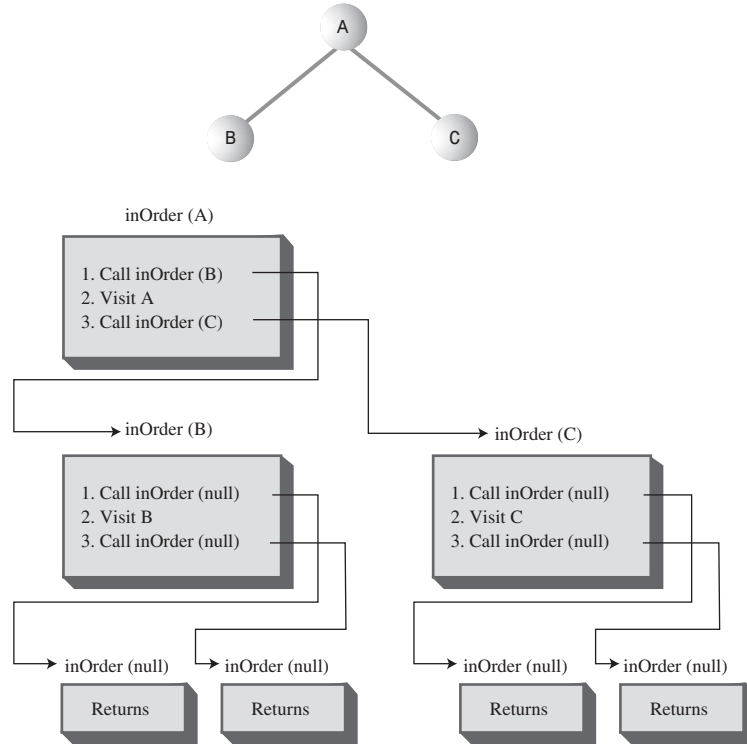 A
B
C
inOrder (A)
1. Call inOrder (B)
2. Visit A
3. Call inOrder (C)
inOrder (B)
1. Call inOrder (null)
2. Visit B
3. Call inOrder (null)
inOrder (C)
1. Call inOrder (null)
2. Visit C
3. Call inOrder (null)
inOrder (null)
Returns
inOrder (null)
Returns
inOrder (null)
Returns
inOrder (null)
Returns